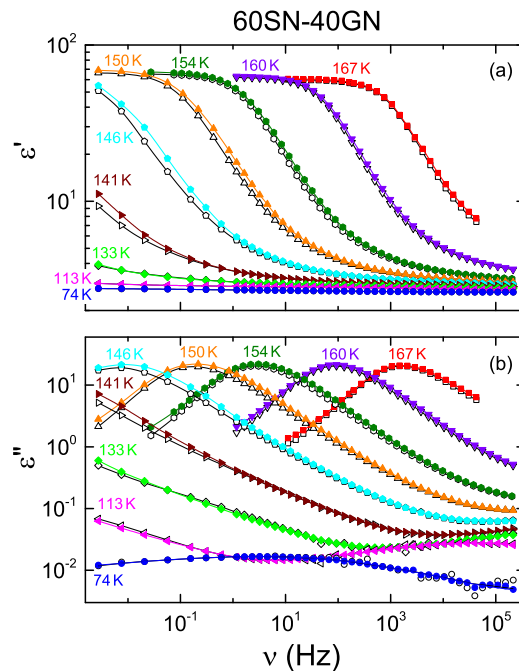 60SN-40GN
10²
150 K
154 K
160 K
167 K
(a)
146 K
ε'
10¹
141 K
133 K
113 K
74 K
146 K
150 K
154 K
160 K
167 K
(b)
10¹
141 K
10⁰
ε''
133 K
10⁻¹
113 K
10⁻²
74 K
10⁻¹ 10¹ 10³ 10⁵
ν (Hz)